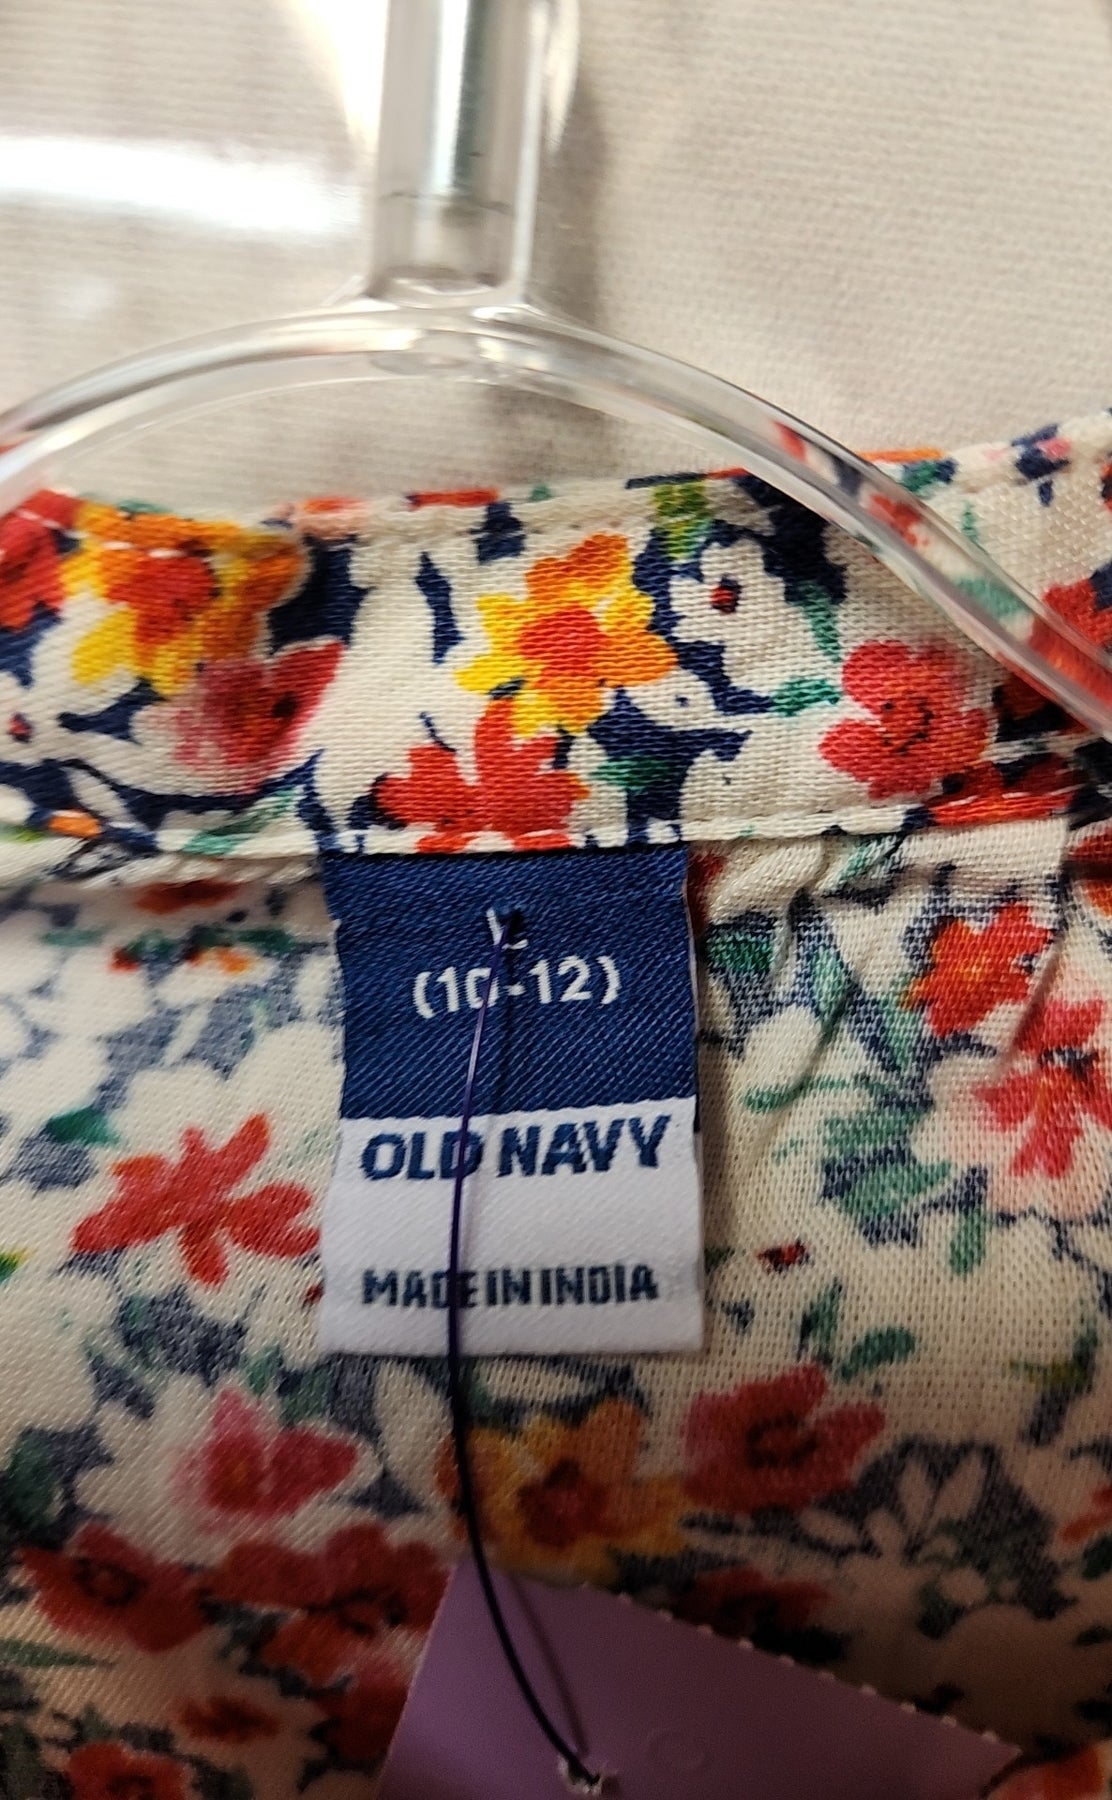 L
(10-12)
OLD NAVY
MADE IN INDIA